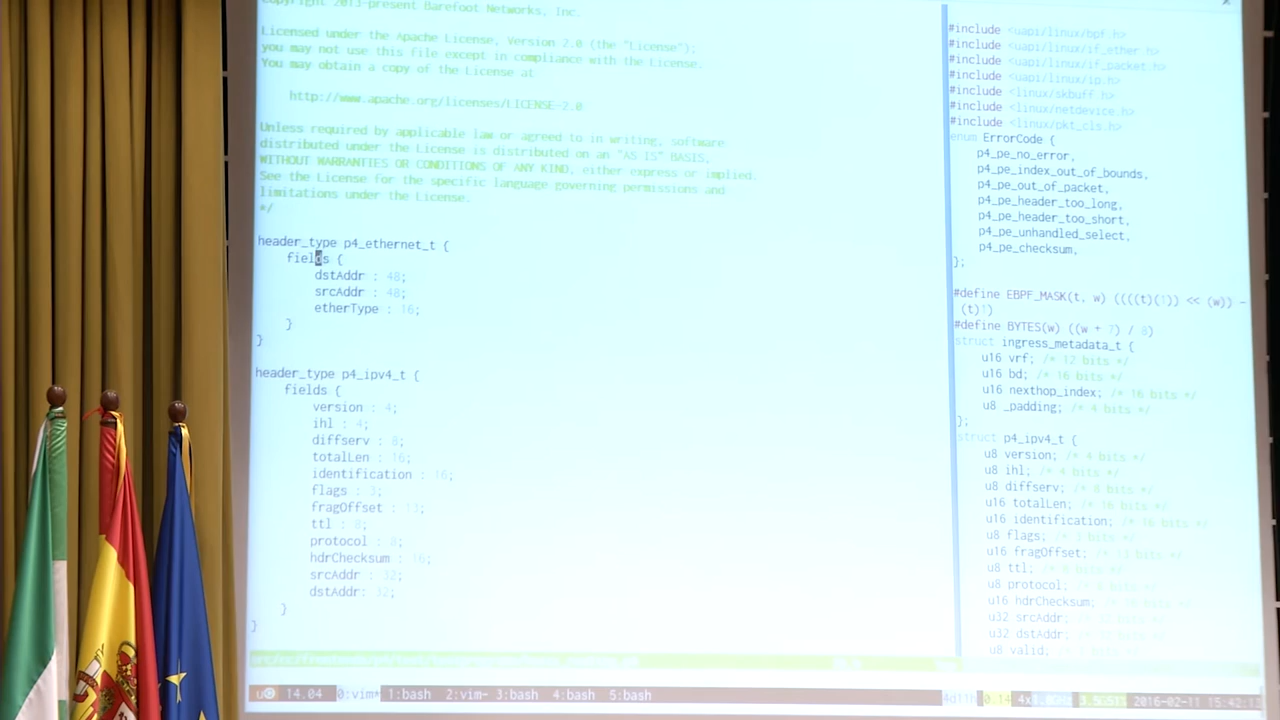 Copyright 2013-present Barefoot Networks, Inc.
Licensed under the Apache License, Version 2.0 (the "License");
you may not use this file except in compliance with the License.
You may obtain a copy of the License at
http://www.apache.org/licenses/LICENSE-2.0
Unless required by applicable law or agreed to in writing, software
distributed under the License is distributed on an "AS IS" BASIS,
WITHOUT WARRANTIES OR CONDITIONS OF ANY KIND, either express or implied.
See the License for the specific language governing permissions and
limitations under the License.
*/
header_type p4_ethernet_t {
fields {
dstAddr : 48;
srcAddr : 48;
etherType : 16;
}
}
header_type p4_ipv4_t {
fields {
version : 4;
ihl : 4;
diffserv : 8;
totalLen : 16;
identification : 16;
flags : 3;
fragOffset : 13;
ttl : 8;
protocol : 8;
hdrChecksum : 16;
srcAddr : 32;
dstAddr: 32;
}
}
#include <uapi/linux/bpf.h>
#include <uapi/linux/if_ether.h>
#include <uapi/linux/if_packet.h>
#include <uapi/linux/ip.h>
#include <linux/skbuff.h>
#include <linux/netdevice.h>
#include <linux/pkt_cls.h>
enum ErrorCode {
p4_pe_no_error,
p4_pe_index_out_of_bounds,
p4_pe_out_of_packet,
p4_pe_header_too_long,
p4_pe_header_too_short,
p4_pe_unhandled_select,
p4_pe_checksum,
};
#define EBPF_MASK(t, w) ((((t)(1)) << (w)) -
(t)1)
#define BYTES(w) ((w + 7) / 8)
struct ingress_metadata_t {
u16 vrf; /* 12 bits */
u16 bd; /* 16 bits */
u16 nexthop_index; /* 16 bits */
u8 _padding; /* 4 bits */
};
struct p4_ipv4_t {
u8 version; /* 4 bits */
u8 ihl; /* 4 bits */
u8 diffserv; /* 8 bits */
u16 totalLen; /* 16 bits */
u16 identification; /* 16 bits */
u8 flags; /* 3 bits */
u16 fragOffset; /* 13 bits */
u8 ttl; /* 8 bits */
u8 protocol; /* 8 bits */
u16 hdrChecksum; /* 16 bits */
u32 srcAddr;
u32 dstAddr;
u8 valid;
14.04 0:vim* 1:bash 2:vim- 3:bash 4:bash 5:bash
4d11h 0.14 2016-02-11 15:42:1